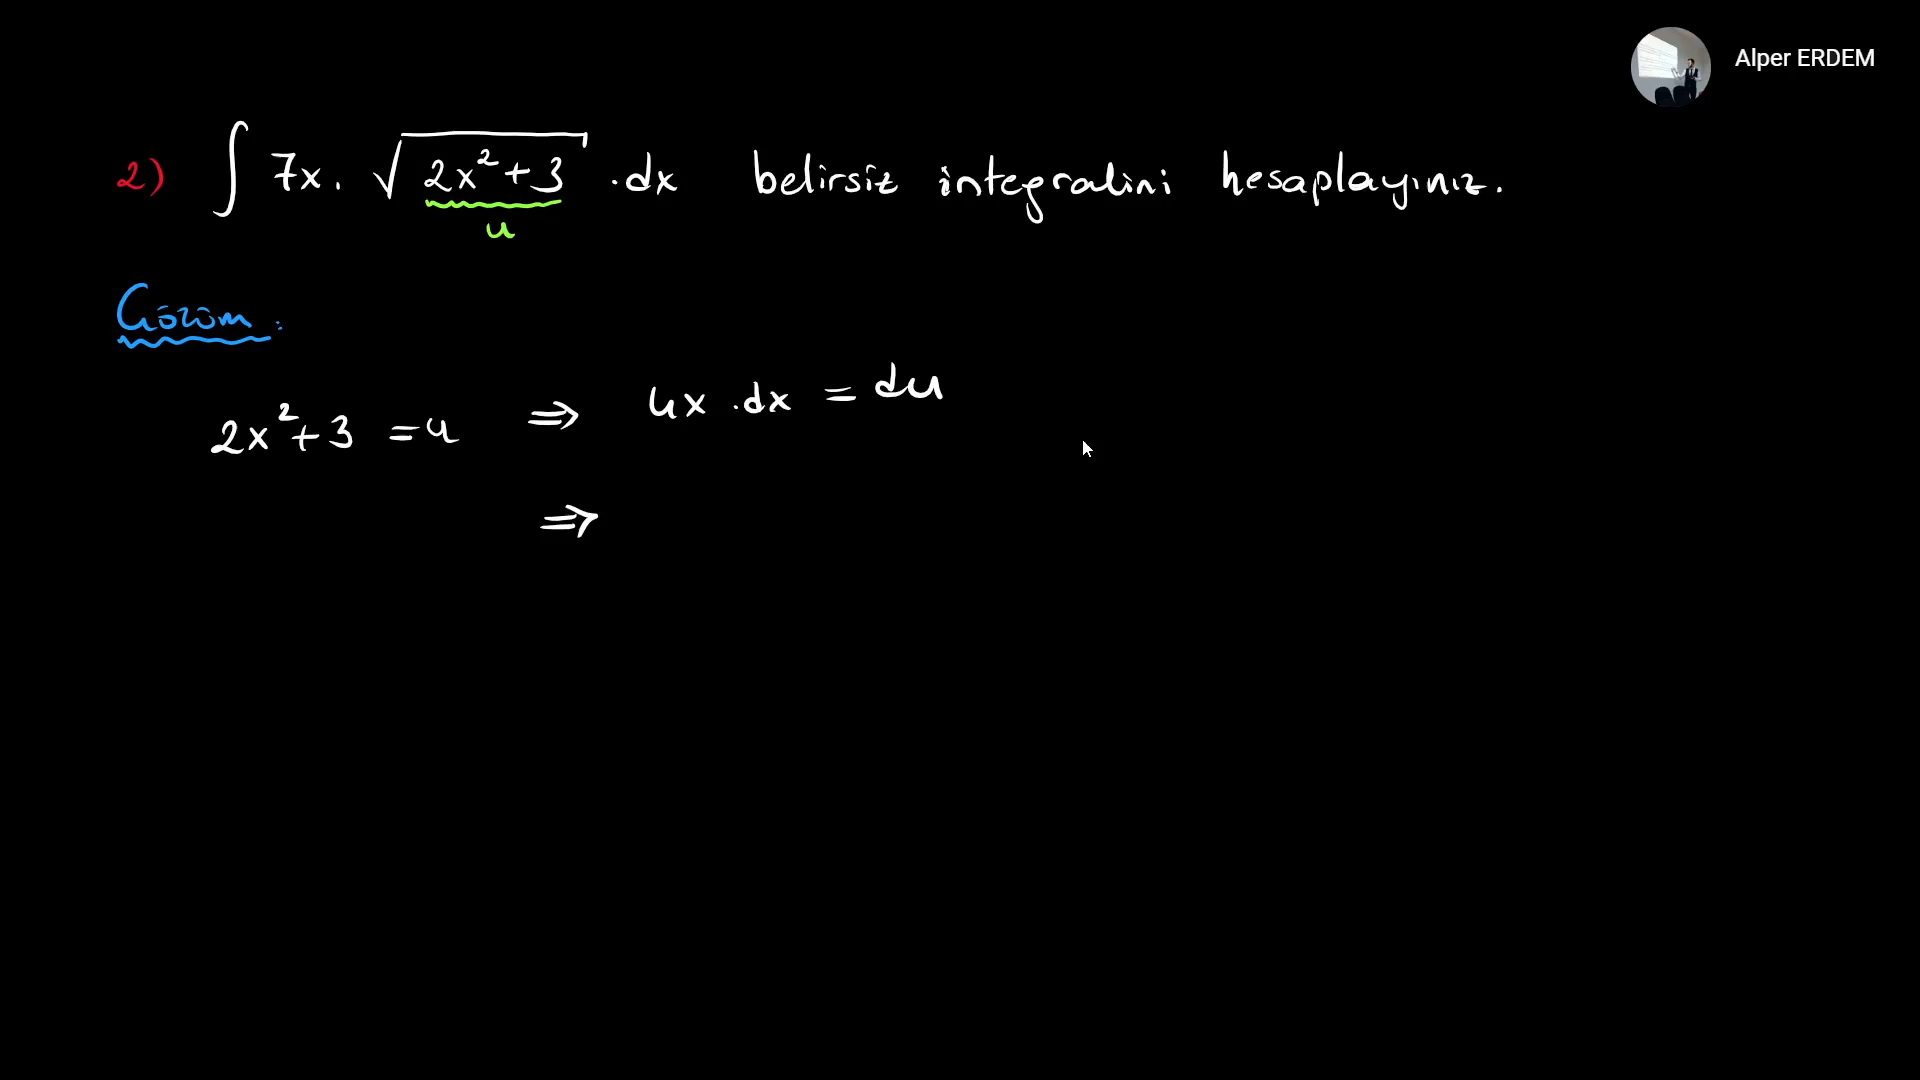 Alper ERDEM
2) ∫ 7x. √(2x² + 3) .dx belirsiz integralini hesaplayınız.
u
Çözüm:
2x² + 3 = u ⇒ 4x .dx = du
⇒